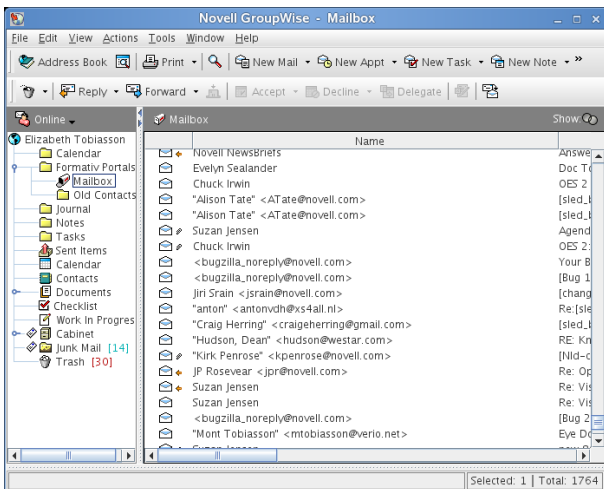 Novell GroupWise - Mailbox
File Edit View Actions Tools Window Help
Address Book Print New Mail New Appt New Task New Note »
Reply Forward Accept Decline Delegate
Online Mailbox Show:
Name
Elizabeth Tobiasson
Calendar
Formativ Portals
Mailbox
Old Contacts
Journal
Notes
Tasks
Sent Items
Calendar
Contacts
Documents
Checklist
Work In Progres
Cabinet
Junk Mail [14]
Trash [30]
Novell NewsBriefs Answe
Evelyn Sealander Doc To
Chuck Irwin OES 2
"Alison Tate" <ATate@novell.com> [sled_b
"Alison Tate" <ATate@novell.com> [sled_b
Suzan Jensen Agend
Chuck Irwin OES 2:
<bugzilla_noreply@novell.com> Your B
<bugzilla_noreply@novell.com> [Bug 1
Jiri Srain <jsrain@novell.com> [chang
"anton" <antonvdh@xs4all.nl> Re:[sle
"Craig Herring" <craigeherring@gmail.com> [sled_b
"Hudson, Dean" <hudson@westar.com> RE: Kn
"Kirk Penrose" <kpenrose@novell.com> [Nld-c
JP Rosevear <jpr@novell.com> Re: Op
Suzan Jensen Re: Vis
Suzan Jensen Re: Vis
<bugzilla_noreply@novell.com> [Bug 2
"Mont Tobiasson" <mtobiasson@verio.net> Eye Do
Selected: 1 Total: 1764